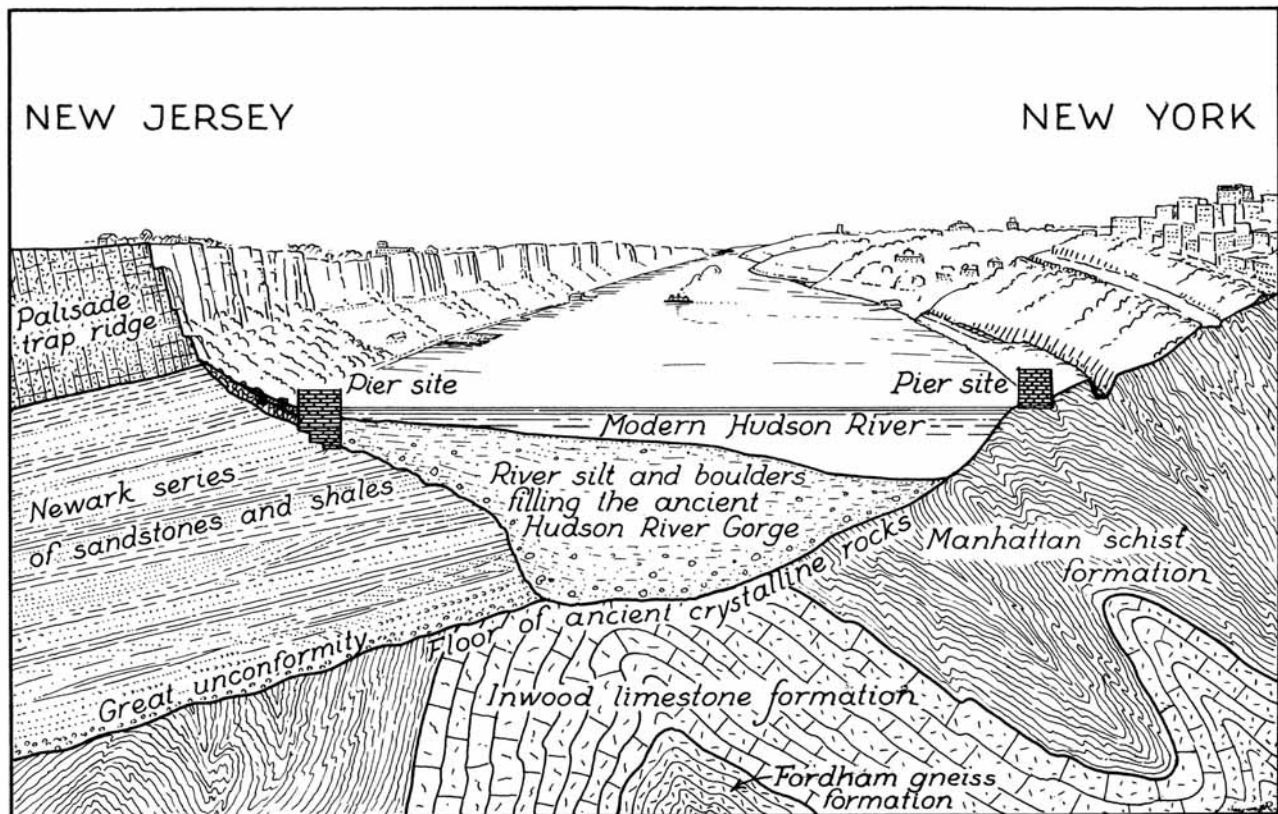 NEW JERSEY
NEW YORK
Palisade
trap ridge
Pier site
Pier site
Modern Hudson River
Newark series
of sandstones and shales
River silt and boulders
filling the ancient
Hudson River Gorge
Manhattan schist
formation
Great unconformity
Floor of ancient crystalline rocks
Inwood limestone formation
Fordham gneiss
formation